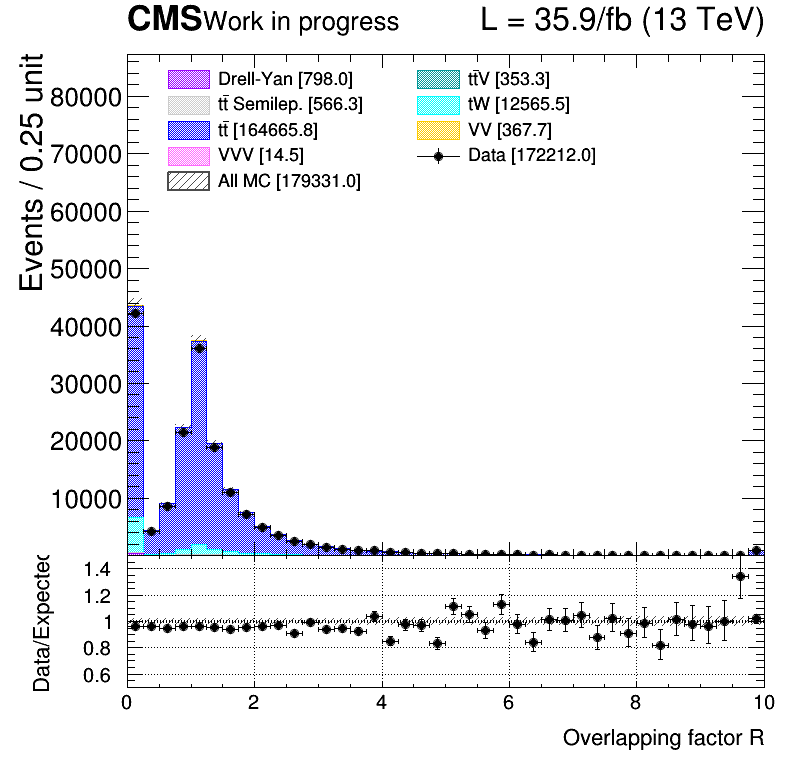 CMS Work in progress L = 35.9/fb (13 TeV)
Events / 0.25 unit
80000
70000
60000
50000
40000
30000
20000
10000
Drell-Yan [798.0]
tt̄ Semilep. [566.3]
tt̄ [164665.8]
VVV [14.5]
All MC [179331.0]
tt̄V [353.3]
tW [12565.5]
VV [367.7]
Data [172212.0]
Data/Expected
1.4
1.2
1
0.8
0.6
0 2 4 6 8 10
Overlapping factor R